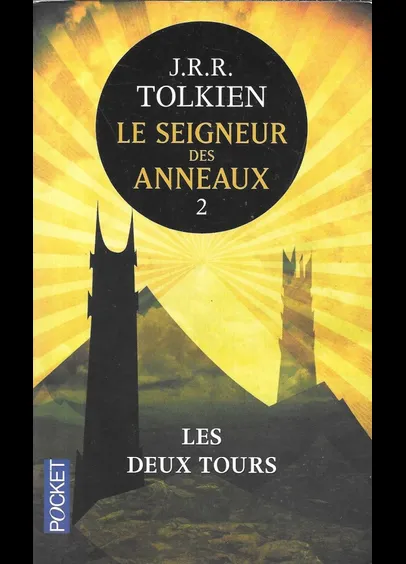 J.R.R.
TOLKIEN
LE SEIGNEUR
DES
ANNEAUX
2
LES
DEUX TOURS
POCKET